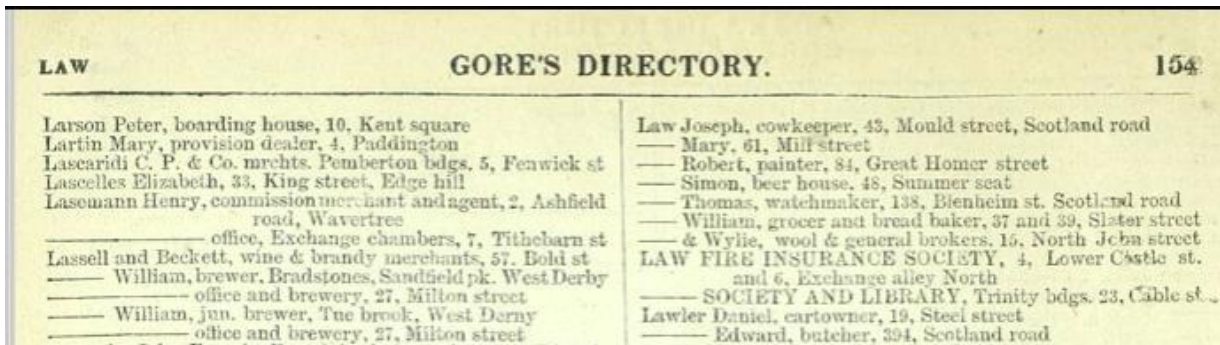 LAW
GORE'S DIRECTORY.
154
Larson Peter, boarding house, 10, Kent square
Lartin Mary, provision dealer, 4, Paddington
Lascaridi C. P. & Co. mrchts. Pemberton bdgs. 5, Fenwick st
Lascelles Elizabeth, 33, King street, Edge hill
Lasemann Henry, commission merchant and agent, 2, Ashfield
road, Wavertree
——— office, Exchange chambers, 7, Tithebarn st
Lassell and Beckett, wine & brandy merchants, 57, Bold st
—— William, brewer, Bradstones, Sandfield pk. West Derby
——— office and brewery, 27, Milton street
—— William, jun. brewer, Tue brook, West Derby
——— office and brewery, 27, Milton street
Law Joseph, cowkeeper, 43, Mould street, Scotland road
—— Mary, 61, Mill street
—— Robert, painter, 84, Great Homer street
—— Simon, beer house, 48, Summer seat
—— Thomas, watchmaker, 138, Blenheim st. Scotland road
—— William, grocer and bread baker, 37 and 39, Slater street
—— & Wylie, wool & general brokers, 15, North John street
LAW FIRE INSURANCE SOCIETY, 4, Lower Castle st.
and 6, Exchange alley North
—— SOCIETY AND LIBRARY, Trinity bdgs. 23, Cable st.
Lawler Daniel, cartowner, 19, Steel street
—— Edward, butcher, 394, Scotland road